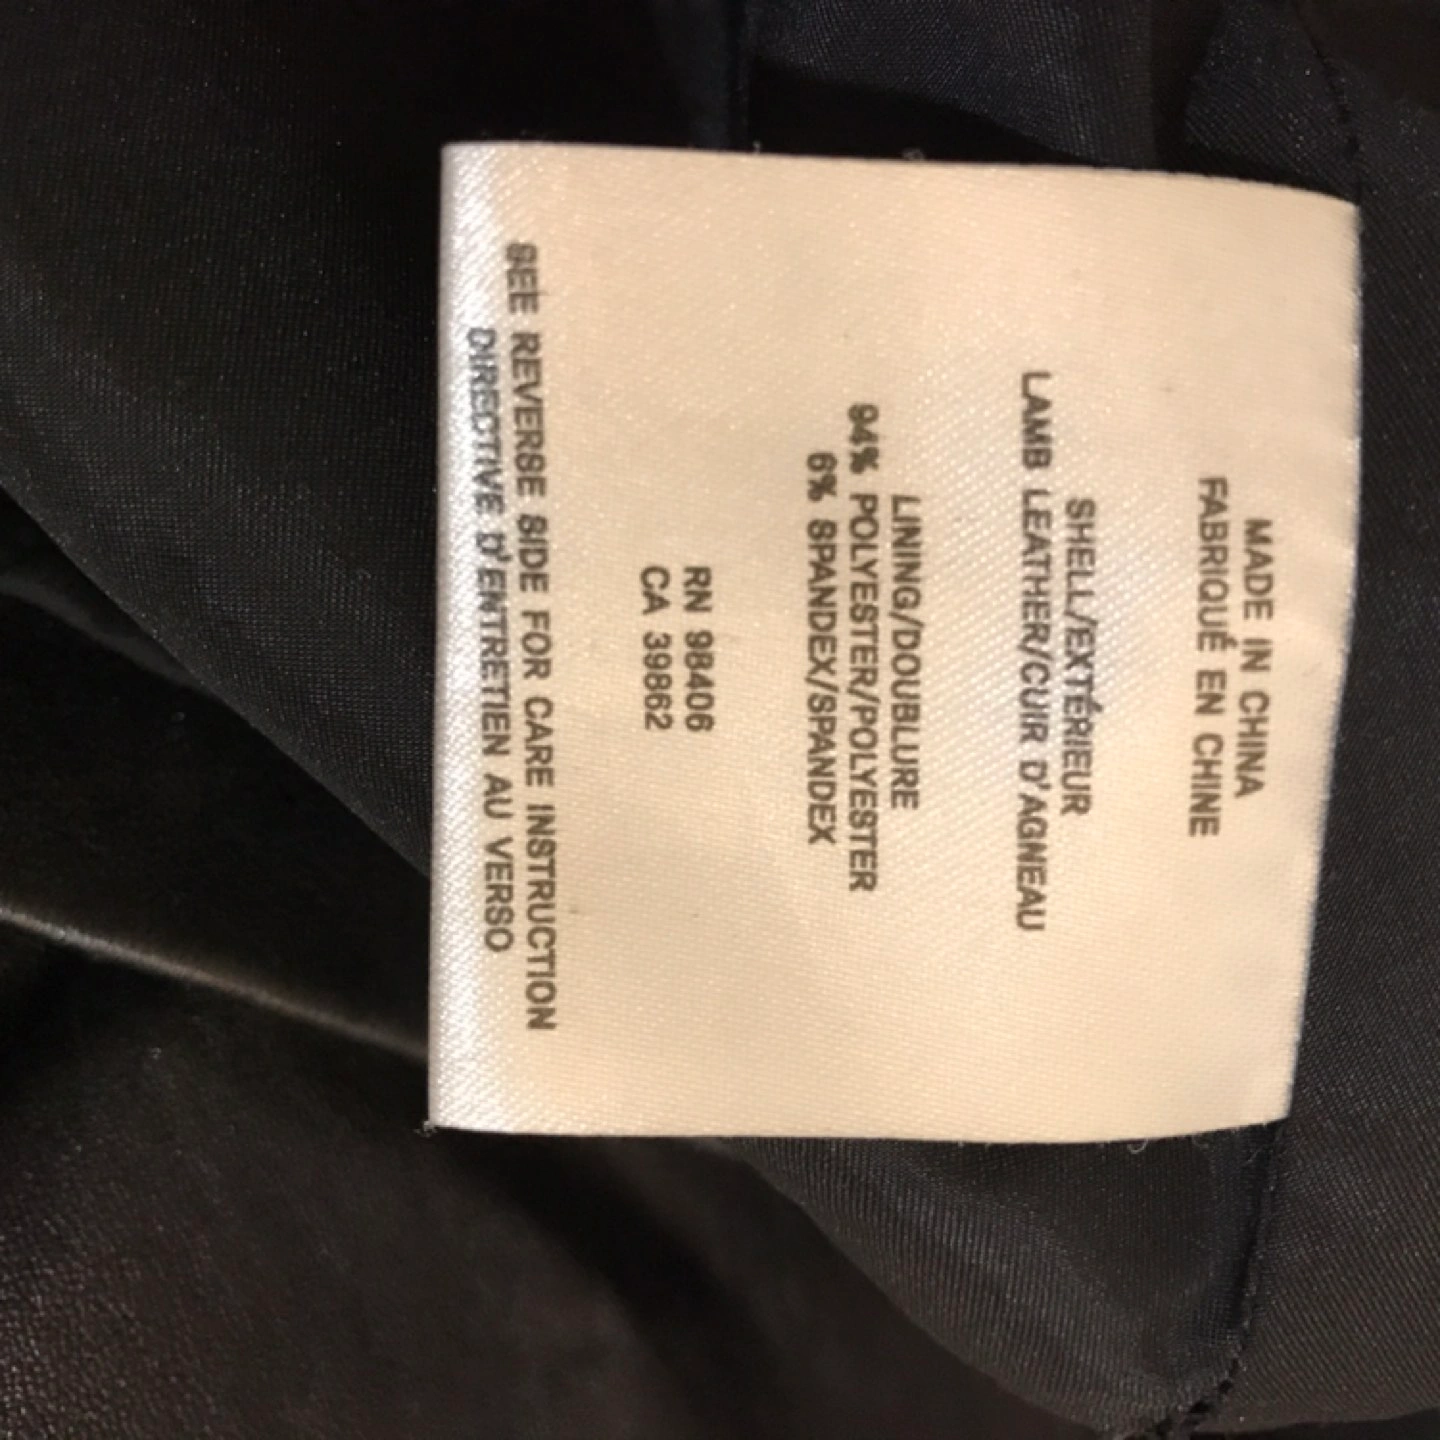 MADE IN CHINA
FABRIQUÉ EN CHINE
SHELL/EXTÉRIEUR
LAMB LEATHER/CUIR D'AGNEAU
LINING/DOUBLURE
94% POLYESTER/POLYESTER
6% SPANDEX/SPANDEX
RN 98406
CA 39862
SEE REVERSE SIDE FOR CARE INSTRUCTION
DIRECTIVE D'ENTRETIEN AU VERSO